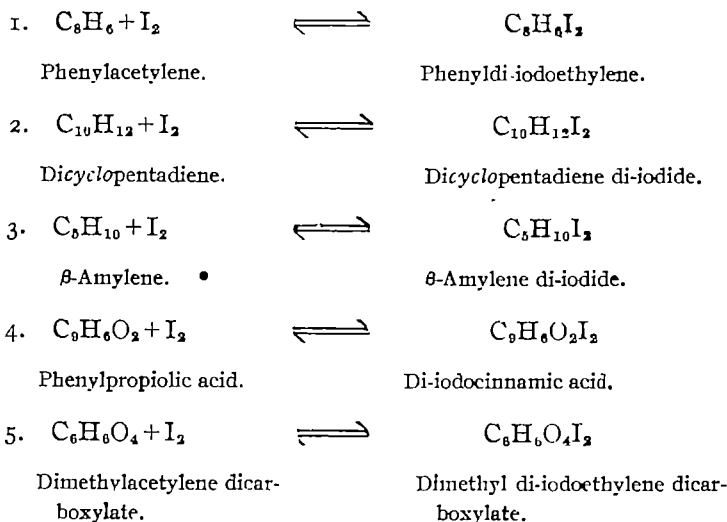 1. C₈H₆ + I₂ ⇌ C₈H₆I₂
Phenylacetylene. Phenyldi-iodoethylene.
2. C₁₀H₁₂ + I₂ ⇌ C₁₀H₁₂I₂
Dicyclopentadiene. Dicyclopentadiene di-iodide.
3. C₅H₁₀ + I₂ ⇌ C₅H₁₀I₂
β-Amylene. β-Amylene di-iodide.
4. C₉H₆O₂ + I₂ ⇌ C₉H₆O₂I₂
Phenylpropiolic acid. Di-iodocinnamic acid.
5. C₆H₆O₄ + I₂ ⇌ C₆H₆O₄I₂
Dimethylacetylene dicar- Dimethyl di-iodoethylene dicar-
boxylate. boxylate.